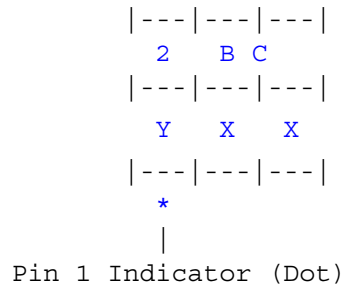 |---|---|---|
2 B C
|---|---|---|
Y X X
|---|---|---|
*
|
Pin 1 Indicator (Dot)